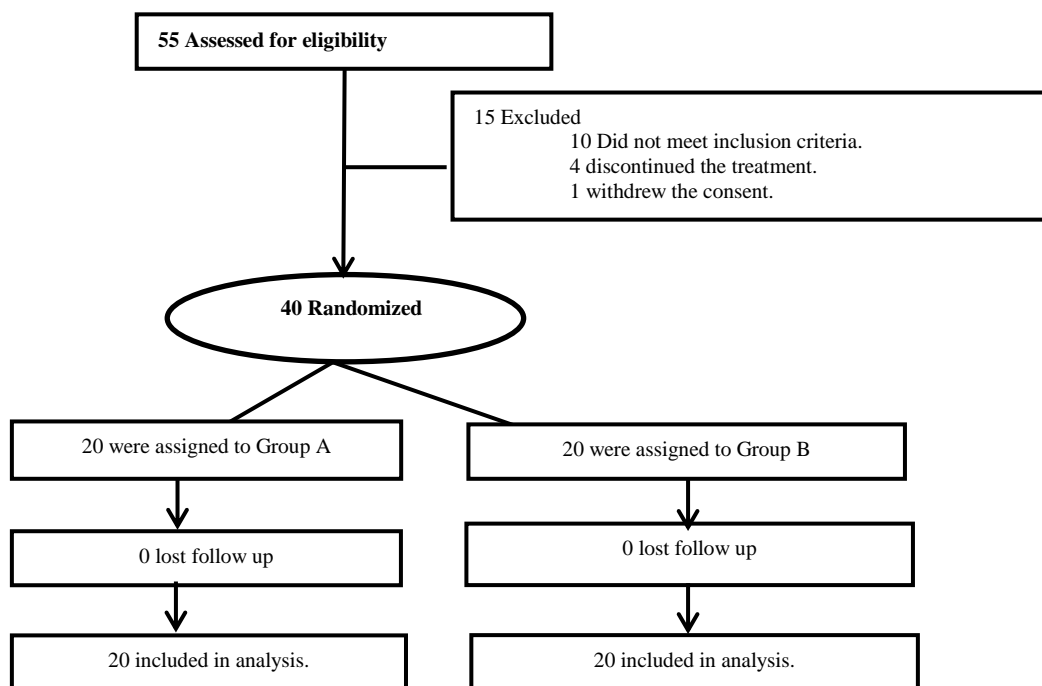 55 Assessed for eligibility
15 Excluded
10 Did not meet inclusion criteria.
4 discontinued the treatment.
1 withdrew the consent.
40 Randomized
20 were assigned to Group A
20 were assigned to Group B
0 lost follow up
0 lost follow up
20 included in analysis.
20 included in analysis.